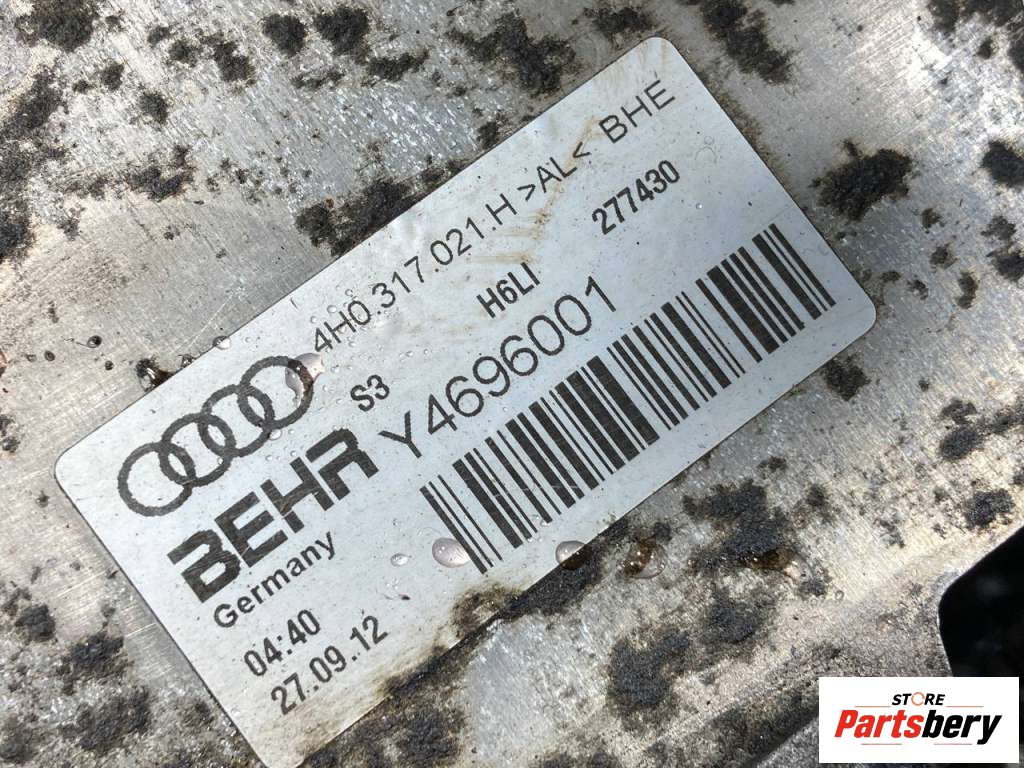 4H0.317.021.H >AL< BHE
S3 H6LI 277430
BEHR Y4696001
Germany
04:40
27.09.12
STORE
Partsbery